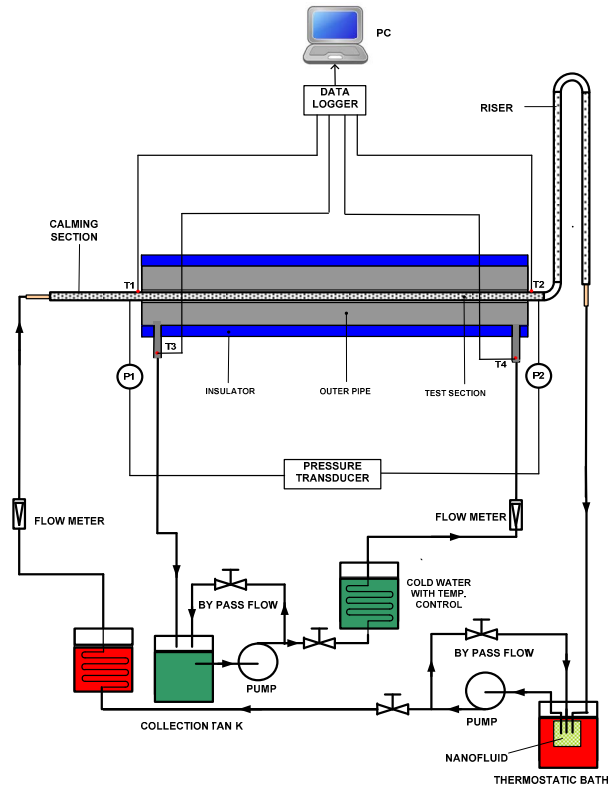 PC
DATA
LOGGER
RISER
CALMING
SECTION
T1
T2
T3
T4
P1
P2
INSULATOR
OUTER PIPE
TEST SECTION
PRESSURE
TRANSDUCER
FLOW METER
FLOW METER
COLD WATER
WITH TEMP.
CONTROL
BY PASS FLOW
BY PASS FLOW
PUMP
PUMP
COLLECTION TAN K
NANOFLUID
THERMOSTATIC BATH